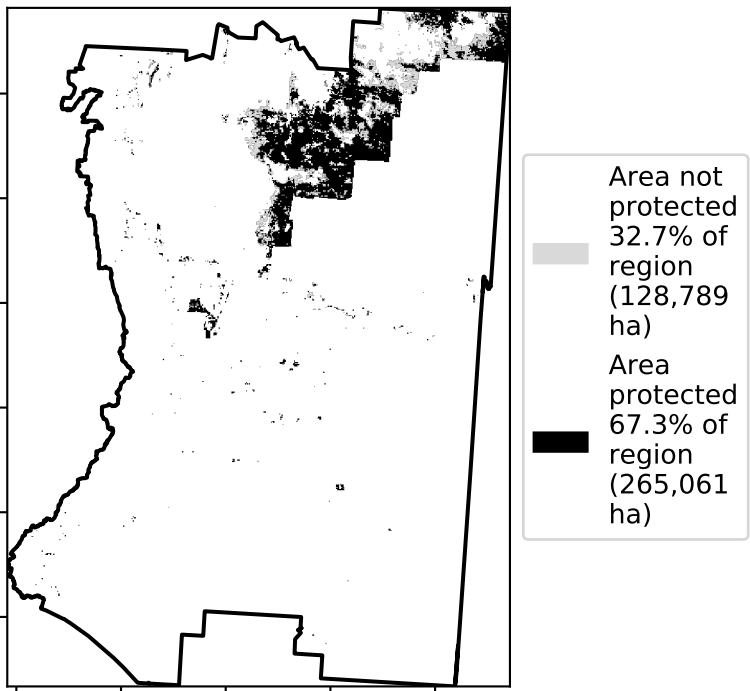 Area not
protected
32.7% of
region
(128,789
ha)
Area
protected
67.3% of
region
(265,061
ha)